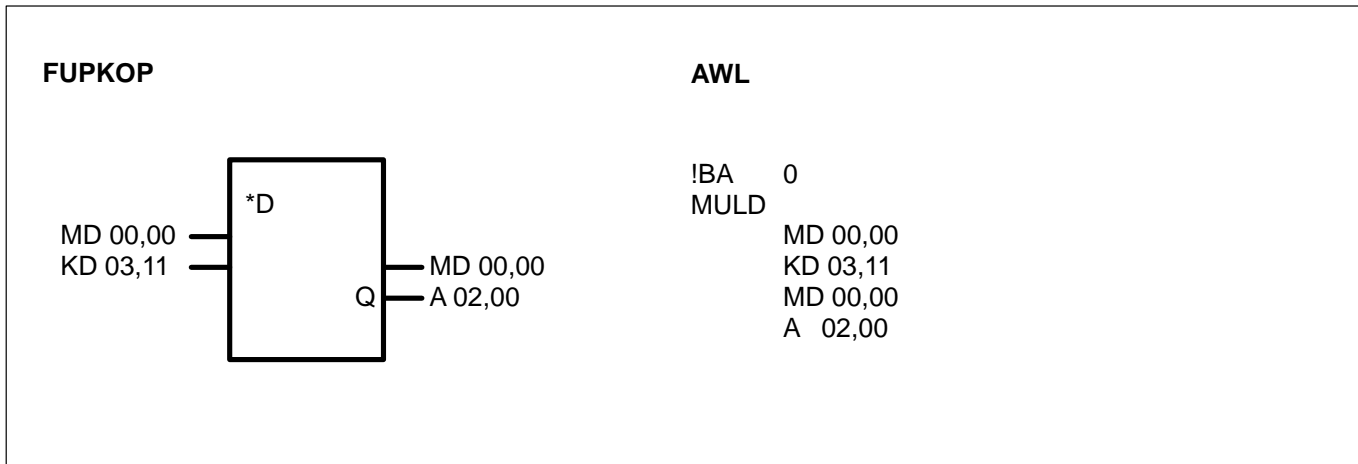 FUPKOP
*D
MD 00,00
KD 03,11
MD 00,00
Q A 02,00
AWL
!BA 0
MULD
MD 00,00
KD 03,11
MD 00,00
A 02,00